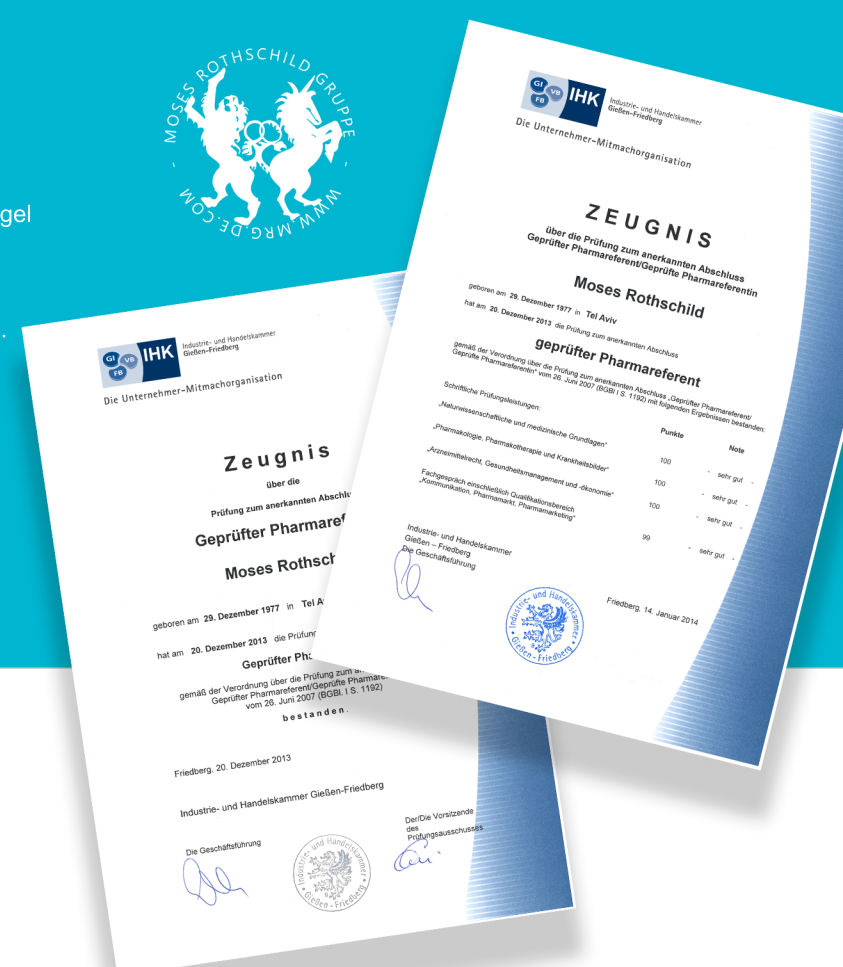 - MOSES ROTHSCHILD GRUPPE -
WWW.MRG.DE.COM
gel
.
GI VB FB IHK
Industrie- und Handelskammer
Gießen-Friedberg
Die Unternehmer-Mitmachorganisation
ZEUGNIS
über die Prüfung zum anerkannten Abschluss
Geprüfter Pharmareferent/Geprüfte Pharmareferentin
Moses Rothschild
geboren am 29. Dezember 1977 in Tel Aviv
hat am 20. Dezember 2013 die Prüfung zum anerkannten Abschluss
geprüfter Pharmareferent
gemäß der Verordnung über die Prüfung zum anerkannten Abschluss „Geprüfter Pharmareferent/
Geprüfte Pharmareferentin" vom 26. Juni 2007 (BGBl I S. 1192) mit folgenden Ergebnissen bestanden:
Schriftliche Prüfungsleistungen: Punkte Note
„Naturwissenschaftliche und medizinische Grundlagen" 100 - sehr gut -
„Pharmakologie, Pharmakotherapie und Krankheitsbilder" 100 - sehr gut -
„Arzneimittelrecht, Gesundheitsmanagement und -ökonomie" 100 - sehr gut -
Fachgespräch einschließlich Qualifikationsbereich
„Kommunikation, Pharmamarkt, Pharmamarketing" 99 - sehr gut -
Industrie- und Handelskammer
Gießen – Friedberg
Die Geschäftsführung
Industrie- und Handelskammer
Gießen - Friedberg
Friedberg, 14. Januar 2014
GI VB FB IHK
Industrie- und Handelskammer
Gießen-Friedberg
Die Unternehmer-Mitmachorganisation
Zeugnis
über die
Prüfung zum anerkannten Abschlu
Geprüfter Pharmaref
Moses Rothsch
geboren am 29. Dezember 1977 in Tel A
hat am 20. Dezember 2013 die Prüfung
Geprüfter Ph
gemäß der Verordnung über die Prüfung zum an
Geprüfter Pharmareferent/Geprüfte Pharmare
vom 26. Juni 2007 (BGBl. I S. 1192)
bestanden.
Friedberg, 20. Dezember 2013
Industrie- und Handelskammer Gießen-Friedberg
Die Geschäftsführung
Industrie- und Handelskammer
Gießen - Friedberg
Der/Die Vorsitzende
des
Prüfungsausschusses